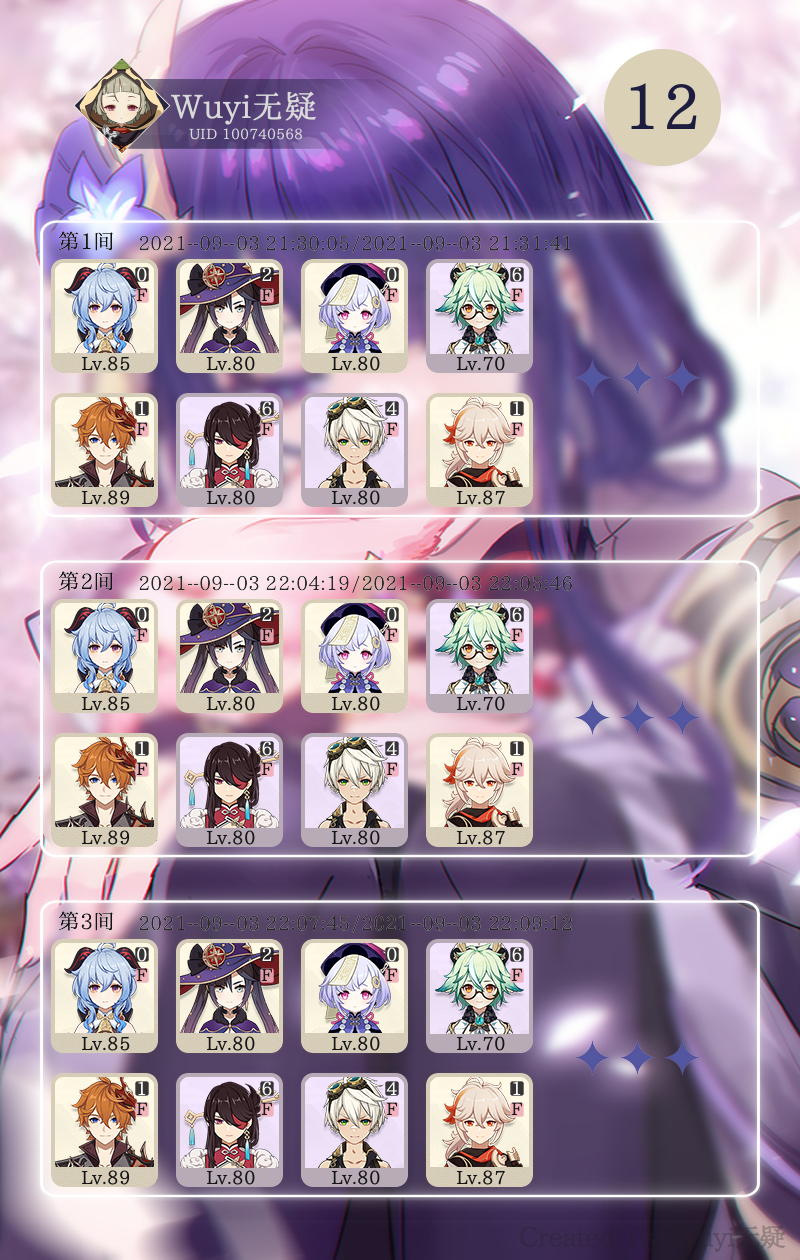 Wuyi无疑
UID 100740568
12
第1间 2021--09--03 21:30:05/2021--09--03 21:31:41
0 2 0 6
F F F F
Lv.85 Lv.80 Lv.80 Lv.70
1 6 4 1
F F F F
Lv.89 Lv.80 Lv.80 Lv.87
第2间 2021--09--03 22:04:19/2021--09--03 22:05:46
0 2 0 6
F F F F
Lv.85 Lv.80 Lv.80 Lv.70
1 6 4 1
F F F F
Lv.89 Lv.80 Lv.80 Lv.87
第3间 2021--09--03 22:07:45/2021--09--03 22:09:12
0 2 0 6
F F F F
Lv.85 Lv.80 Lv.80 Lv.70
1 6 4 1
F F F F
Lv.89 Lv.80 Lv.80 Lv.87